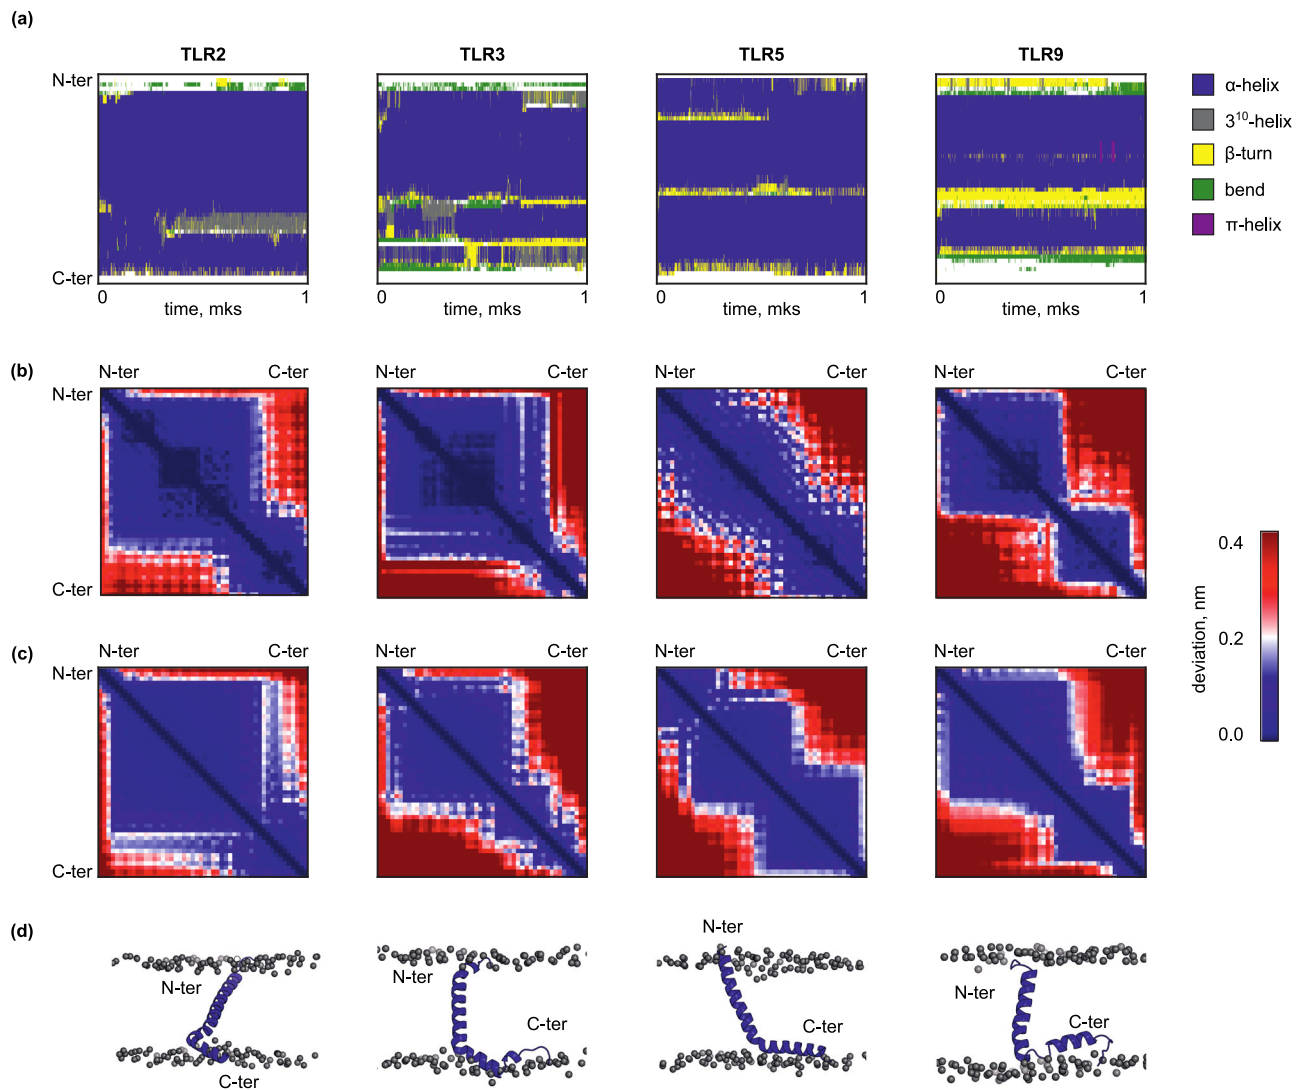 (a)
TLR2 TLR3 TLR5 TLR9
N-ter
C-ter
0 1 0 1 0 1 0 1
time, mks time, mks time, mks time, mks
α-helix
3¹⁰-helix
β-turn
bend
π-helix
(b)
N-ter C-ter N-ter C-ter N-ter C-ter N-ter C-ter
N-ter
C-ter
(c)
N-ter C-ter N-ter C-ter N-ter C-ter N-ter C-ter
N-ter
C-ter
0.4
0.2
0.0
deviation, nm
(d)
N-ter
C-ter
N-ter
C-ter
N-ter
C-ter
N-ter
C-ter